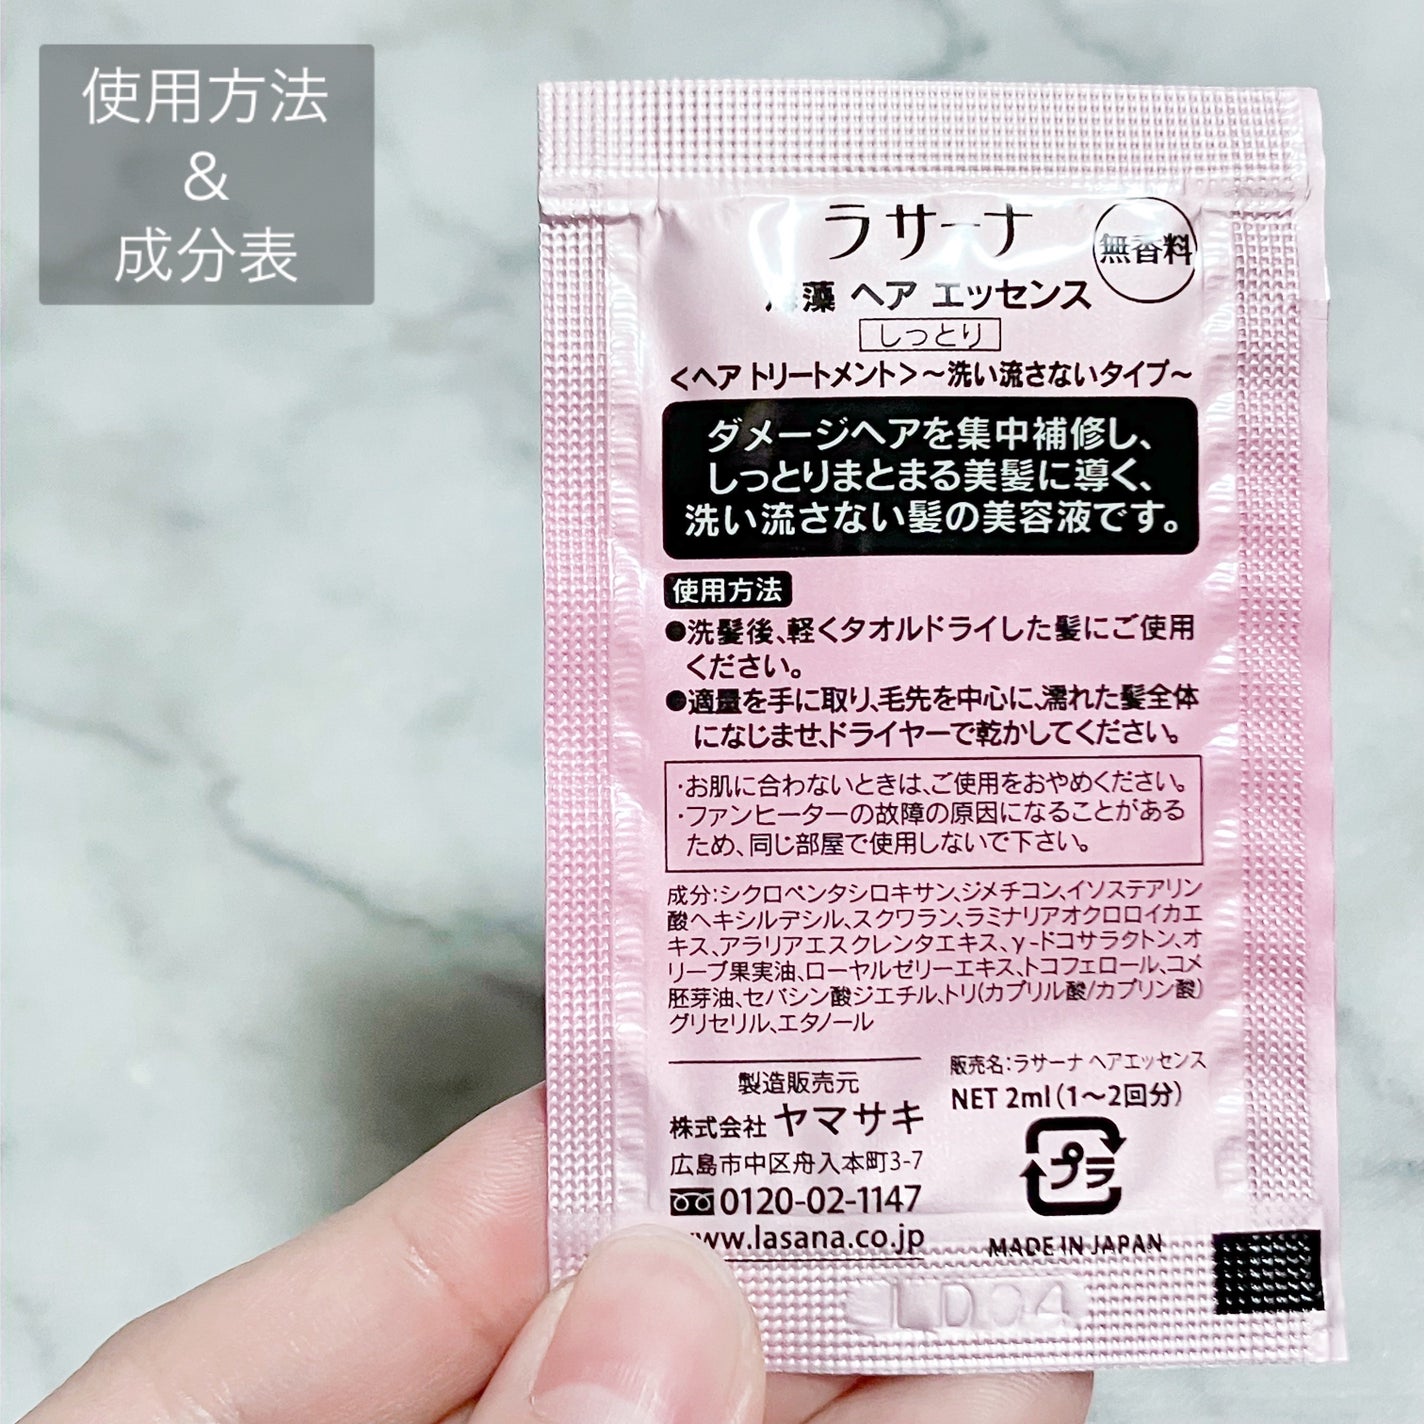 使用方法
&
成分表
ラサーナ
無香料
藻 ヘア エッセンス
しっとり
<ヘア トリートメント>~洗い流さないタイプ~
ダメージヘアを集中補修し、
しっとりまとまる美髪に導く、
洗い流さない髪の美容液です。
使用方法
●洗髪後、軽くタオルドライした髪にご使用
ください。
●適量を手に取り、毛先を中心に、濡れた髪全体
になじませ、ドライヤーで乾かしてください。
・お肌に合わないときは、ご使用をおやめください。
・ファンヒーターの故障の原因になることがある
ため、同じ部屋で使用しないで下さい。
成分:シクロペンタシロキサン、ジメチコン、イソステアリン
酸ヘキシルデシル、スクワラン、ラミナリアオクロロイカエ
キス、アラリアエスクレンタエキス、γ-ドコサラクトン、オ
リーブ果実油、ローヤルゼリーエキス、トコフェロール、コメ
胚芽油、セバシン酸ジエチル、トリ(カプリル酸/カプリン酸)
グリセリル、エタノール
製造販売元
株式会社 ヤマサキ
広島市中区舟入本町3-7
0120-02-1147
ww.lasana.co.jp
販売名:ラサーナ ヘアエッセンス
NET 2ml(1~2回分)
プラ
MADE IN JAPAN